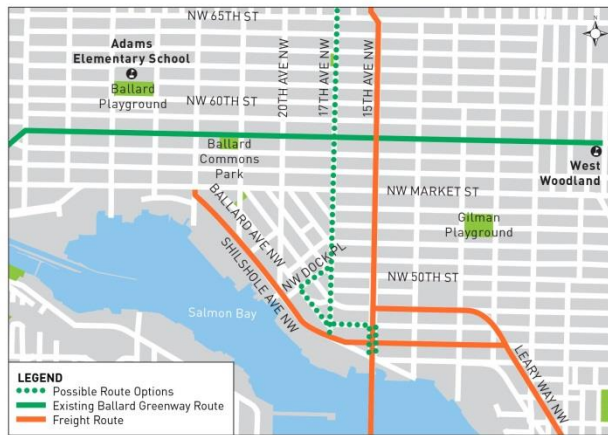 NW 65TH ST
N
Adams
Elementary School
Ballard
Playground
20TH AVE NW
17TH AVE NW
15TH AVE NW
NW 60TH ST
Ballard
Commons
Park
West
Woodland
NW MARKET ST
BALLARD AVE NW
Gilman
Playground
SHILSHOLE AVE NW
NW DOCK PL
NW 50TH ST
Salmon Bay
LEARY WAY NW
LEGEND
Possible Route Options
Existing Ballard Greenway Route
Freight Route